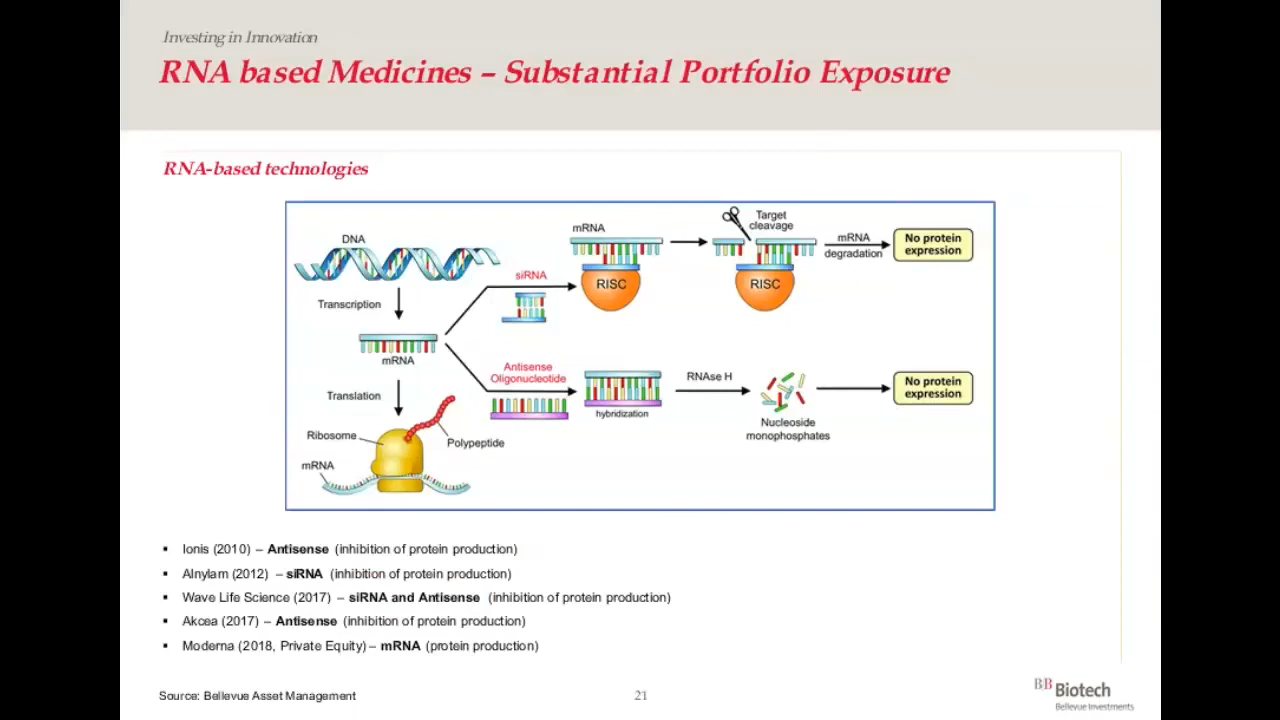 Investing in Innovation
RNA based Medicines – Substantial Portfolio Exposure
RNA-based technologies
DNA
Transcription
mRNA
Translation
Ribosome
Polypeptide
mRNA
siRNA
mRNA
RISC
Target
cleavage
RISC
mRNA
degradation
No protein
expression
Antisense
Oligonucleotide
hybridization
RNAse H
Nucleoside
monophosphates
No protein
expression
▪ Ionis (2010) – Antisense (inhibition of protein production)
▪ Alnylam (2012) – siRNA (inhibition of protein production)
▪ Wave Life Science (2017) – siRNA and Antisense (inhibition of protein production)
▪ Akcea (2017) – Antisense (inhibition of protein production)
▪ Moderna (2018, Private Equity) – mRNA (protein production)
Source: Bellevue Asset Management
21
BB Biotech
Bellevue Investments